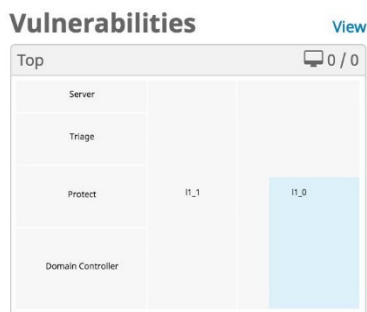 Vulnerabilities
View
Top
0 / 0
Server
Triage
Protect
l1_1
l1_0
Domain Controller